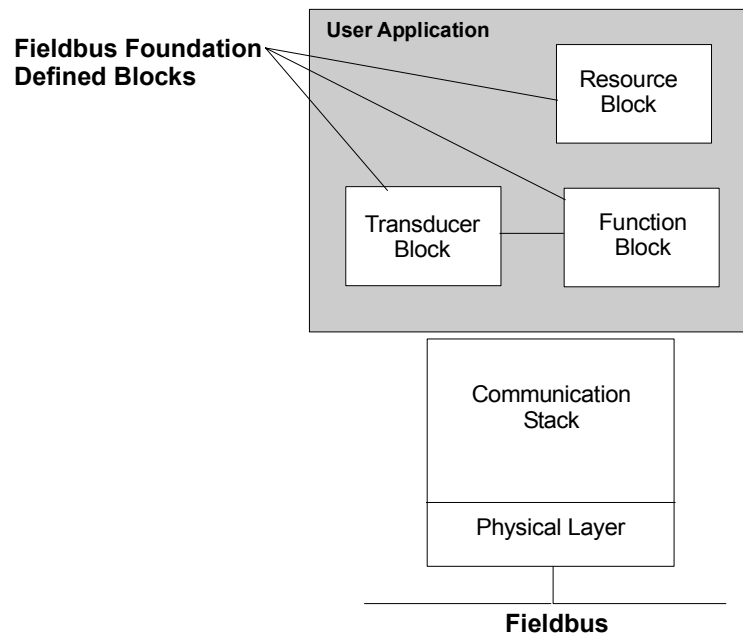 User Application
Fieldbus Foundation
Defined Blocks
Resource
Block
Transducer
Block
Function
Block
Communication
Stack
Physical Layer
Fieldbus